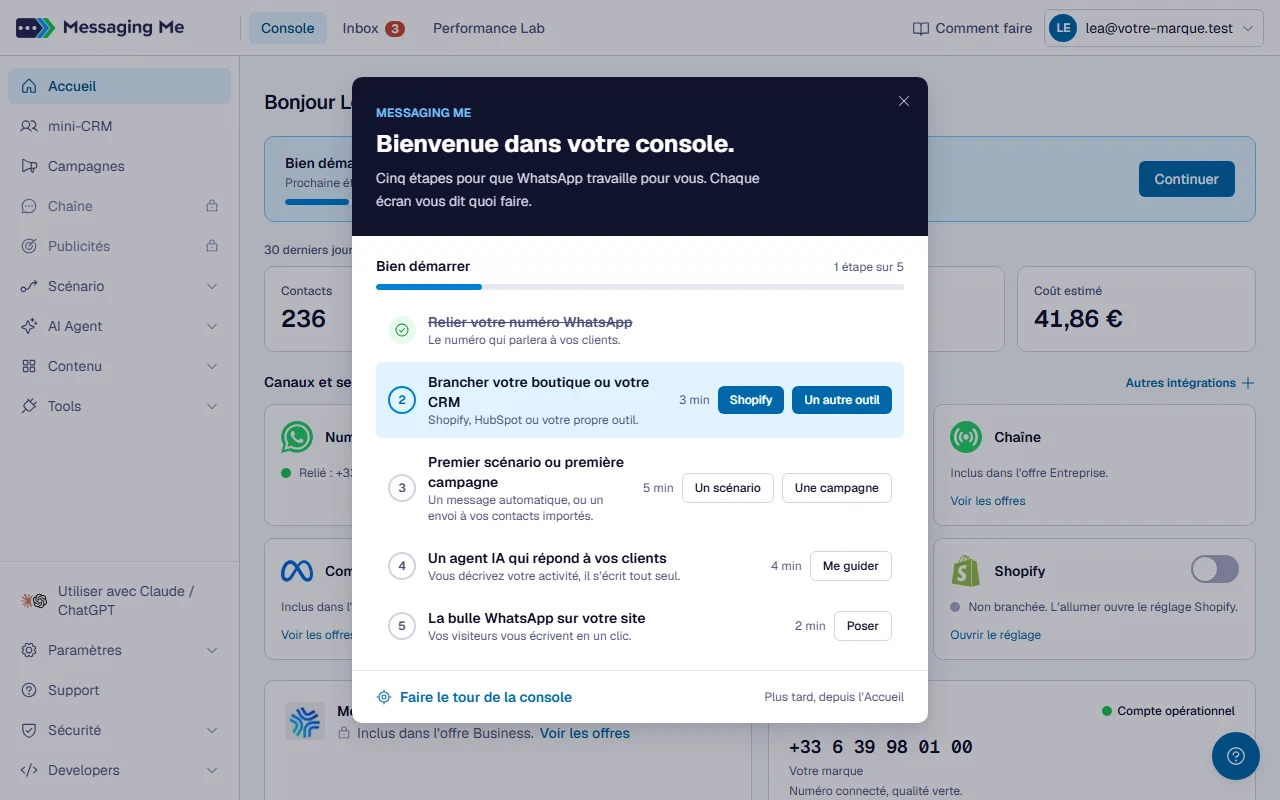 Messaging Me
Console
Inbox 3
Performance Lab
Comment faire
LE lea@votre-marque.test
Accueil
mini-CRM
Campagnes
Chaîne
Publicités
Scénario
AI Agent
Contenu
Tools
Utiliser avec Claude /
ChatGPT
Paramètres
Support
Sécurité
Developers
Bonjour L
Bien déma
Prochaine ét
Continuer
30 derniers jour
Contacts
236
Coût estimé
41,86 €
Canaux et se
Autres intégrations
Num
Relié : +33
Chaîne
Inclus dans l'offre Entreprise.
Voir les offres
Com
Inclus dans l'
Voir les offres
Shopify
Non branchée. L'allumer ouvre le réglage Shopify.
Ouvrir le réglage
Me
Inclus dans l'offre Business. Voir les offres
Compte opérationnel
+33 6 39 98 01 00
Votre marque
Numéro connecté, qualité verte.
MESSAGING ME
Bienvenue dans votre console.
Cinq étapes pour que WhatsApp travaille pour vous. Chaque
écran vous dit quoi faire.
Bien démarrer
1 étape sur 5
Relier votre numéro WhatsApp
Le numéro qui parlera à vos clients.
2
Brancher votre boutique ou votre
CRM
Shopify, HubSpot ou votre propre outil.
3 min
Shopify
Un autre outil
3
Premier scénario ou première
campagne
Un message automatique, ou un
envoi à vos contacts importés.
5 min
Un scénario
Une campagne
4
Un agent IA qui répond à vos clients
Vous décrivez votre activité, il s'écrit tout seul.
4 min
Me guider
5
La bulle WhatsApp sur votre site
Vos visiteurs vous écrivent en un clic.
2 min
Poser
Faire le tour de la console
Plus tard, depuis l'Accueil